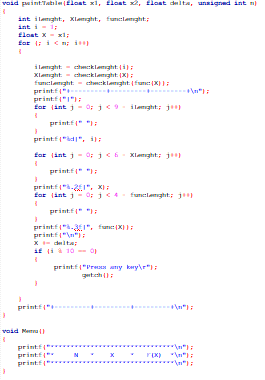 void paintTable(float x1, float x2, float delta, unsigned int n)
{
int ilenght, Xlenght, funclenght;
int i = 1;
float X = x1;
for (; i < n; i++)
{
ilenght = checkLenght(i);
Xlenght = checkLenght(X);
funclenght = checkLenght(func(X));
printf("+---------+---------+---------+\n");
printf("|");
for (int j = 0; j < 9 - ilenght; j++)
{
printf(" ");
}
printf("%d|", i);
for (int j = 0; j < 6 - Xlenght; j++)
{
printf(" ");
}
printf("%.2f|", X);
for (int j = 0; j < 4 - funclenght; j++)
{
printf(" ");
}
printf("%.3f|", func(X));
printf("\n");
X += delta;
if (i % 10 == 0)
{
printf("Press any key\r");
getch();
}
}
printf("+---------+---------+---------+\n");
}
void Menu()
{
printf("*****************************\n");
printf("* N * X * F(X) *\n");
printf("*****************************\n");
}